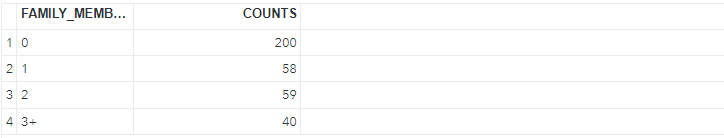 FAMILY_MEMB... COUNTS
1 0 200
2 1 58
3 2 59
4 3+ 40